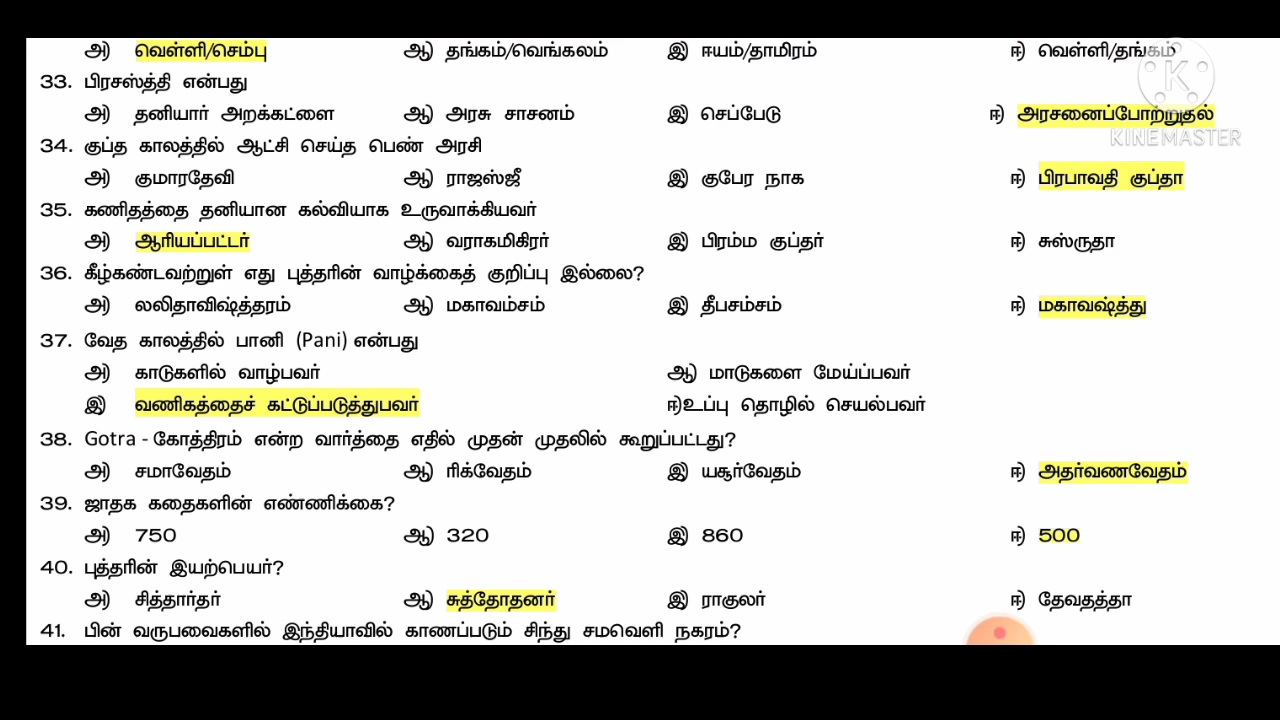 அ) வெள்ளி/செம்பு ஆ) தங்கம்/வெங்கலம் இ) ஈயம்/தாமிரம் ஈ) வெள்ளி/தங்கம்
33. பிரசஸ்த்தி என்பது
அ) தனியார் அறக்கட்ளை ஆ) அரசு சாசனம் இ) செப்பேடு ஈ) அரசனைப்போற்றுதல்
KINEMASTER
34. குப்த காலத்தில் ஆட்சி செய்த பெண் அரசி
அ) குமாரதேவி ஆ) ராஜஸ்ஜீ இ) குபேர நாக ஈ) பிரபாவதி குப்தா
35. கணிதத்தை தனியான கல்வியாக உருவாக்கியவர்
அ) ஆரியப்பட்டர் ஆ) வராகமிகிரர் இ) பிரம்ம குப்தர் ஈ) சுஸ்ருதா
36. கீழ்கண்டவற்றுள் எது புத்தரின் வாழ்க்கைத் குறிப்பு இல்லை?
அ) லலிதாவிஷ்த்தரம் ஆ) மகாவம்சம் இ) தீபசம்சம் ஈ) மகாவஷ்த்து
37. வேத காலத்தில் பானி (Pani) என்பது
அ) காடுகளில் வாழ்பவர் ஆ) மாடுகளை மேய்ப்பவர்
இ) வணிகத்தைச் கட்டுப்படுத்துபவர் ஈ)உப்பு தொழில் செயல்பவர்
38. Gotra - கோத்திரம் என்ற வார்த்தை எதில் முதன் முதலில் கூறுப்பட்டது?
அ) சமாவேதம் ஆ) ரிக்வேதம் இ) யசூர்வேதம் ஈ) அதர்வணவேதம்
39. ஜாதக கதைகளின் எண்ணிக்கை?
அ) 750 ஆ) 320 இ) 860 ஈ) 500
40. புத்தரின் இயற்பெயர்?
அ) சித்தார்தர் ஆ) சுத்தோதனர் இ) ராகுலர் ஈ) தேவதத்தா
41. பின் வருபவைகளில் இந்தியாவில் காணப்படும் சிந்து சமவெளி நகரம்?